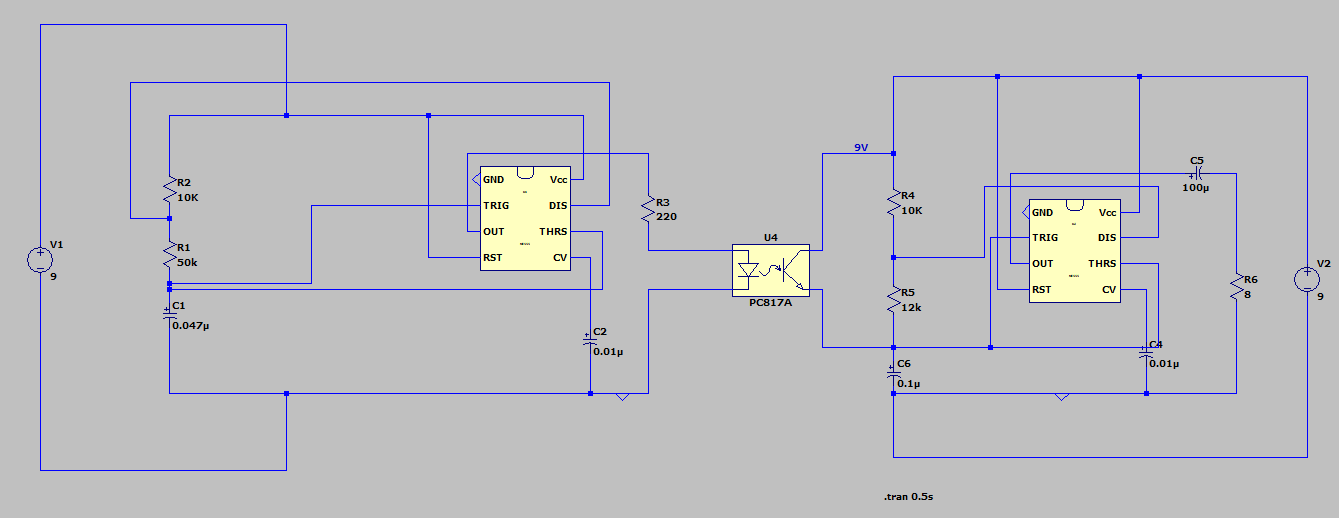 V1
9
R2
10K
R1
50k
C1
0.047µ
GND
TRIG
OUT
RST
Vcc
DIS
THRS
CV
C2
0.01µ
R3
220
U4
PC817A
9V
R4
10K
R5
12k
C6
0.1µ
GND
TRIG
OUT
RST
Vcc
DIS
THRS
CV
C5
100µ
C4
0.01µ
R6
8
V2
9
.tran 0.5s